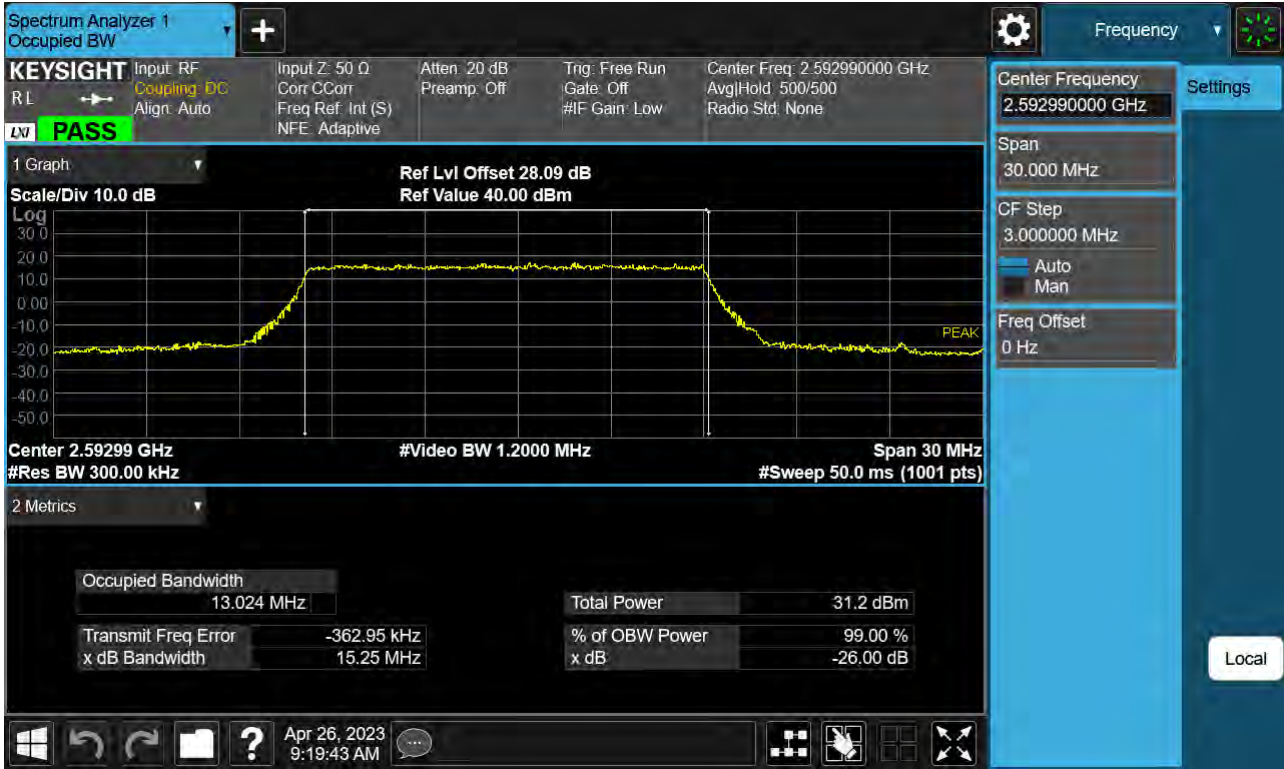 Spectrum Analyzer 1
Occupied BW
+
Frequency
KEYSIGHT
R L
LXI
PASS
Input: RF
Coupling: DC
Align: Auto
Input Z: 50 Ω
Corr CCorr
Freq Ref: Int (S)
NFE: Adaptive
Atten: 20 dB
Preamp: Off
Trig: Free Run
Gate: Off
#IF Gain: Low
Center Freq: 2.592990000 GHz
Avg|Hold: 500/500
Radio Std: None
Center Frequency
2.592990000 GHz
Settings
Span
30.000 MHz
CF Step
3.000000 MHz
Auto
Man
Freq Offset
0 Hz
Local
1 Graph
Scale/Div 10.0 dB
Ref Lvl Offset 28.09 dB
Ref Value 40.00 dBm
Log
30.0
20.0
10.0
0.00
-10.0
-20.0
-30.0
-40.0
-50.0
PEAK
Center 2.59299 GHz
#Video BW 1.2000 MHz
Span 30 MHz
#Res BW 300.00 kHz
#Sweep 50.0 ms (1001 pts)
2 Metrics
Occupied Bandwidth
13.024 MHz
Total Power 31.2 dBm
Transmit Freq Error -362.95 kHz
% of OBW Power 99.00 %
x dB Bandwidth 15.25 MHz
x dB -26.00 dB
?
Apr 26, 2023
9:19:43 AM